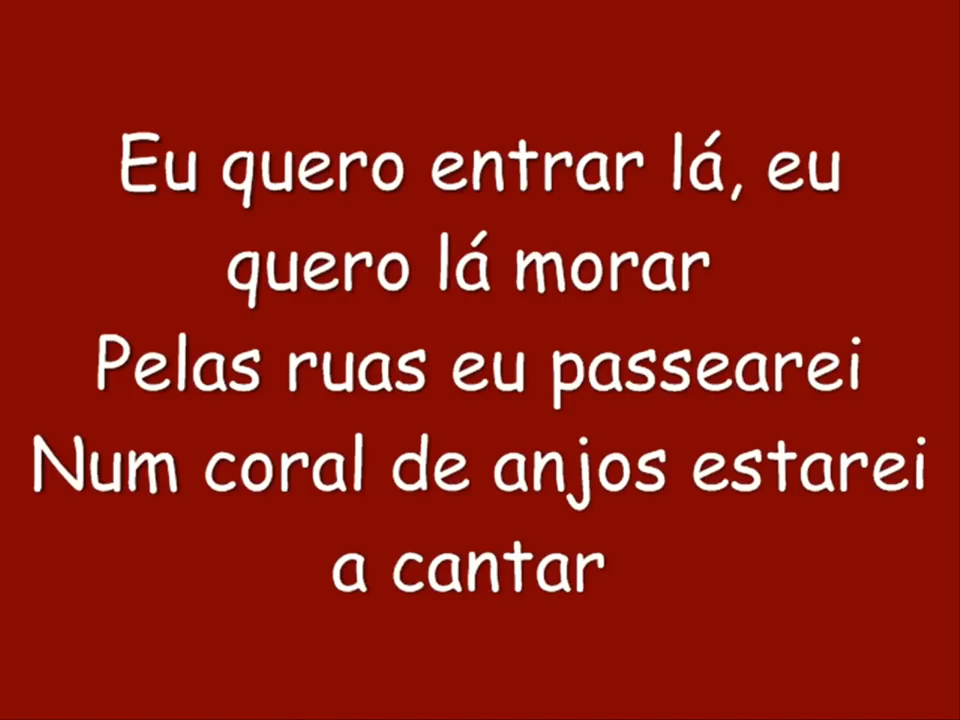 Eu quero entrar lá, eu
quero lá morar
Pelas ruas eu passearei
Num coral de anjos estarei
a cantar